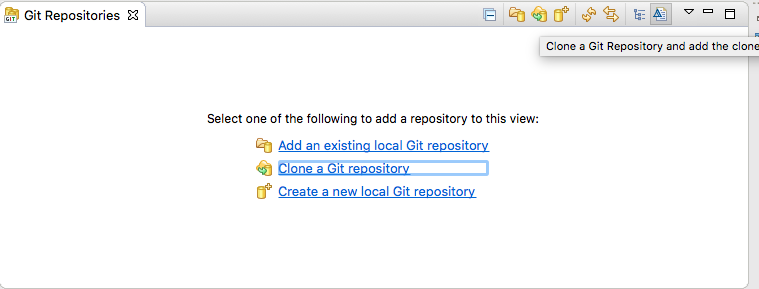 GIT Git Repositories
Clone a Git Repository and add the clone
Select one of the following to add a repository to this view:
Add an existing local Git repository
Clone a Git repository
Create a new local Git repository